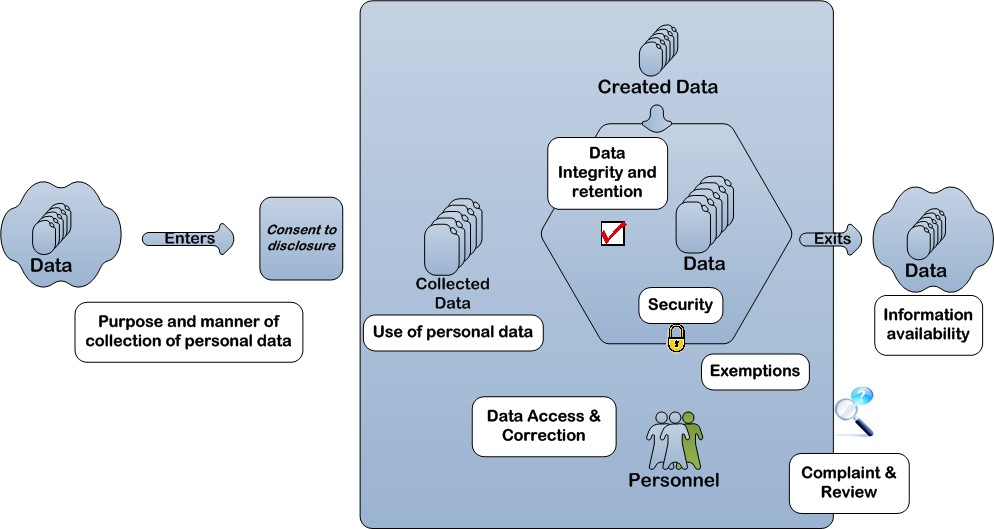 Created Data
Data
Integrity and
retention
Data
Enters
Consent to
disclosure
Collected
Data
Data
Security
Exits
Data
Purpose and manner of
collection of personal data
Use of personal data
Information
availability
Exemptions
Data Access &
Correction
Personnel
Complaint &
Review